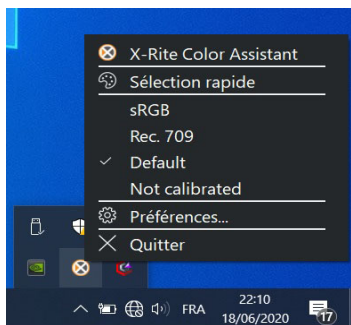 X-Rite Color Assistant
Sélection rapide
sRGB
Rec. 709
Default
Not calibrated
Préférences...
Quitter
FRA
22:10
18/06/2020
17